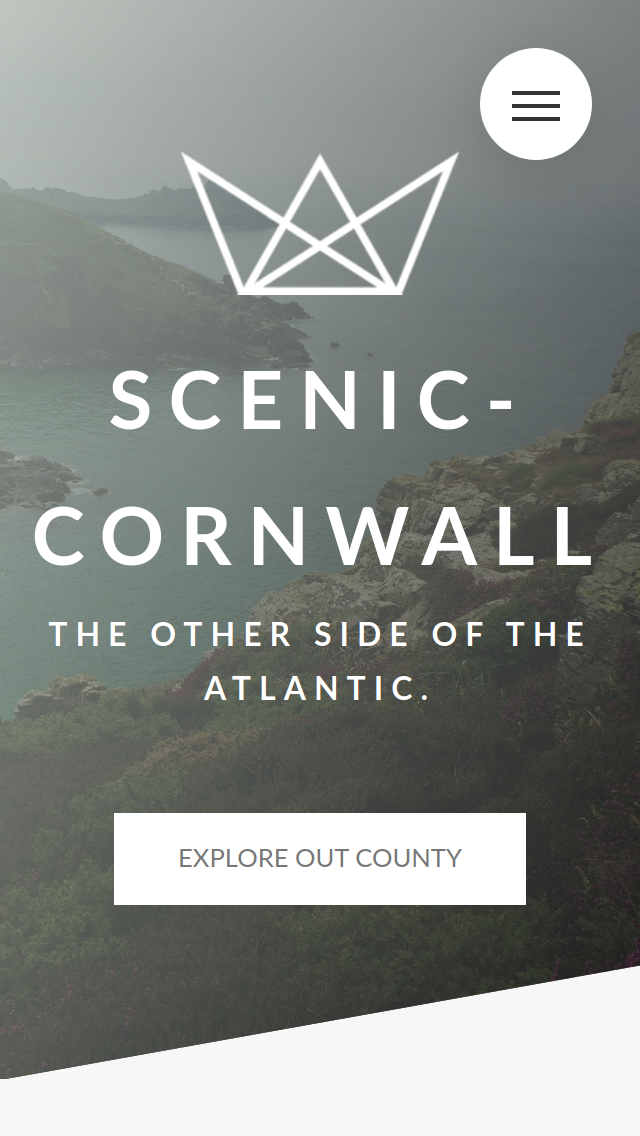 SCENIC-
CORNWALL
THE OTHER SIDE OF THE
ATLANTIC.
EXPLORE OUT COUNTY